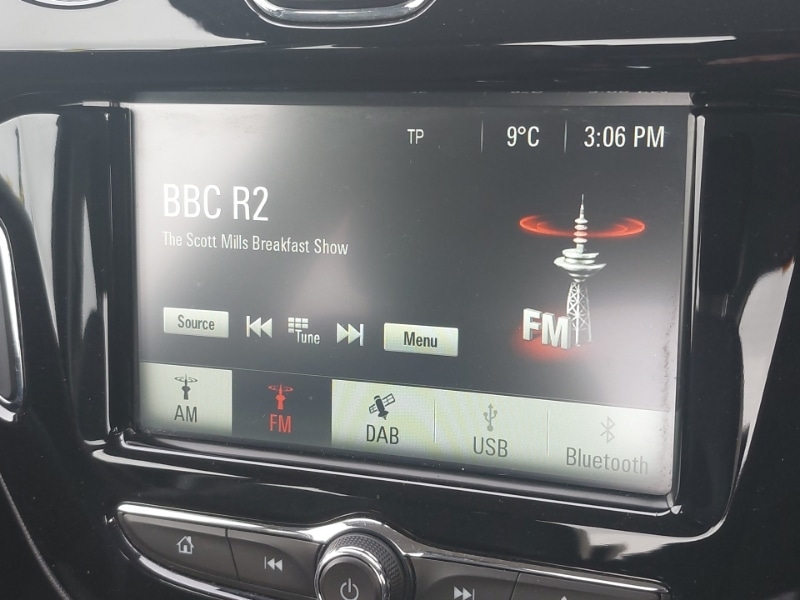 TP 9°C 3:06 PM
BBC R2
The Scott Mills Breakfast Show
FM
Source Tune Menu
AM FM DAB USB Bluetooth